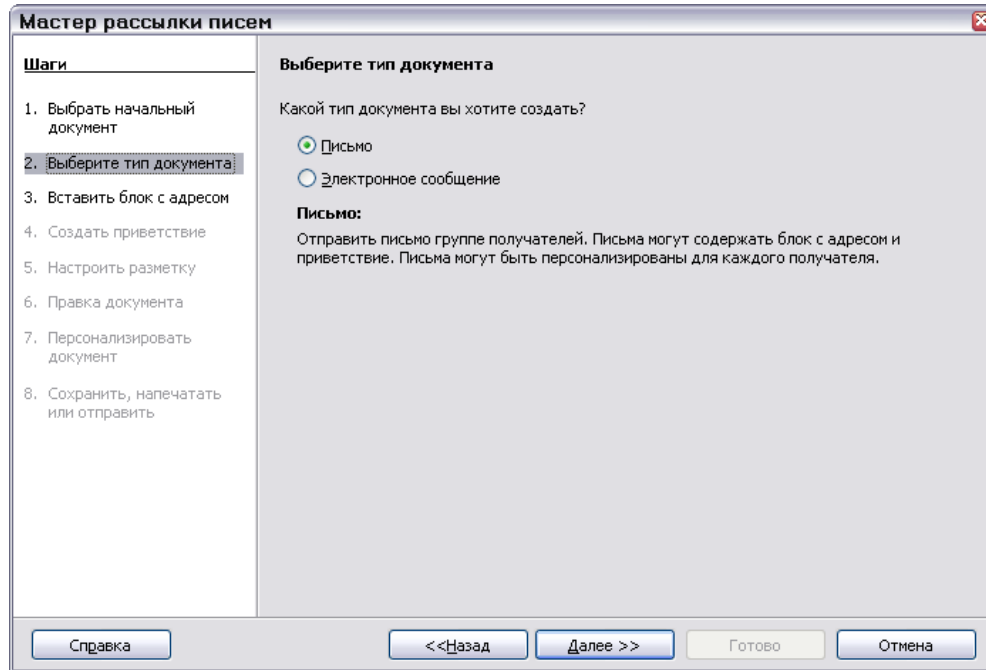 Мастер рассылки писем
Шаги
1. Выбрать начальный
документ
2. Выберите тип документа
3. Вставить блок с адресом
4. Создать приветствие
5. Настроить разметку
6. Правка документа
7. Персонализировать
документ
8. Сохранить, напечатать
или отправить
Выберите тип документа
Какой тип документа вы хотите создать?
Письмо
Электронное сообщение
Письмо:
Отправить письмо группе получателей. Письма могут содержать блок с адресом и
приветствие. Письма могут быть персонализированы для каждого получателя.
Справка
<<Назад
Далее >>
Готово
Отмена